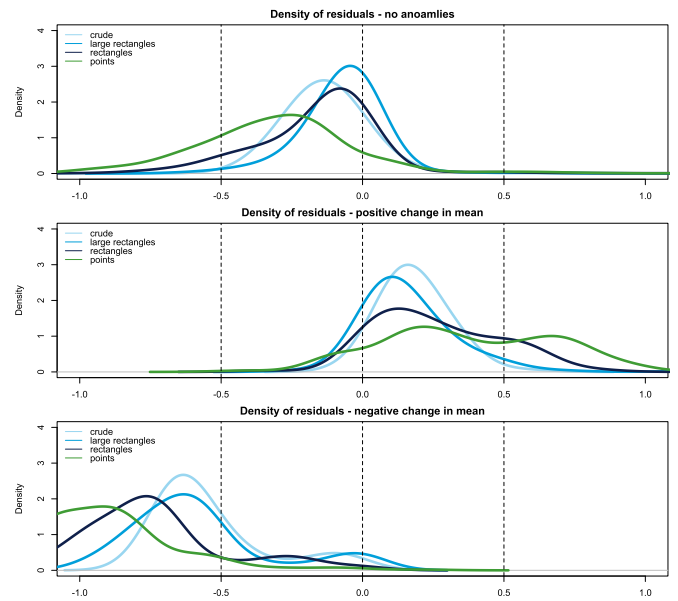 Density of residuals - no anoamlies
crude
large rectangles
rectangles
points
Density
0 1 2 3 4
-1.0 -0.5 0.0 0.5 1.0
Density of residuals - positive change in mean
crude
large rectangles
rectangles
points
Density
0 1 2 3 4
-1.0 -0.5 0.0 0.5 1.0
Density of residuals - negative change in mean
crude
large rectangles
rectangles
points
Density
0 1 2 3 4
-1.0 -0.5 0.0 0.5 1.0